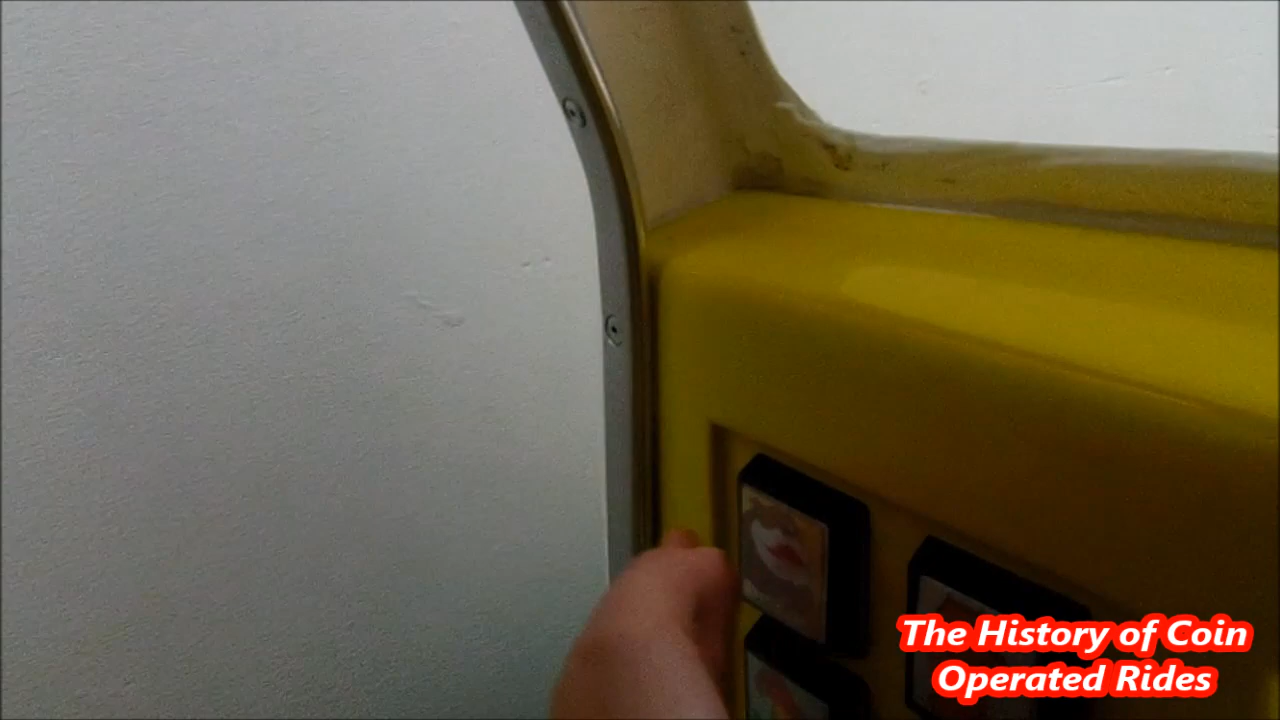 The History of Coin
Operated Rides